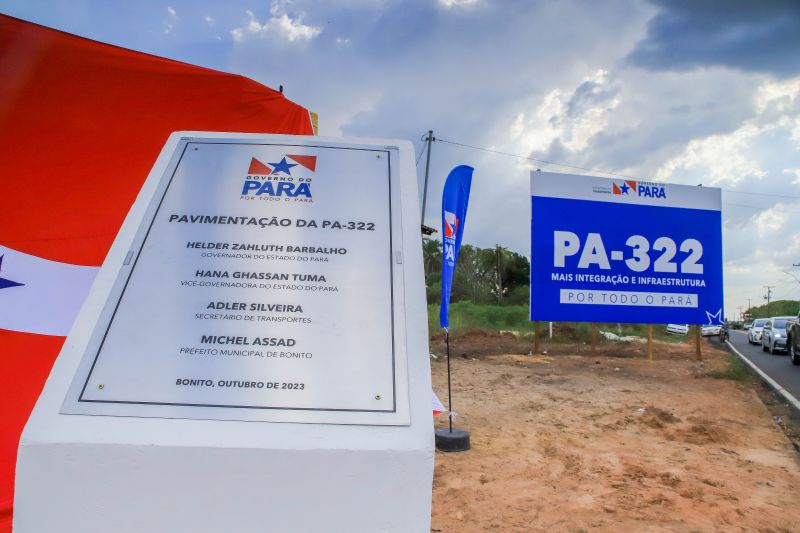 GOVERNO DO
PARÁ
POR TODO O PARÁ
PAVIMENTAÇÃO DA PA-322
HELDER ZAHLUTH BARBALHO
GOVERNADOR DO ESTADO DO PARÁ
HANA GHASSAN TUMA
VICE-GOVERNADORA DO ESTADO DO PARÁ
ADLER SILVEIRA
SECRETÁRIO DE TRANSPORTES
MICHEL ASSAD
PREFEITO MUNICIPAL DE BONITO
BONITO, OUTUBRO DE 2023
GOVERNO DO
PARÁ
PA-322
MAIS INTEGRAÇÃO E INFRAESTRUTURA
POR TODO O PARÁ